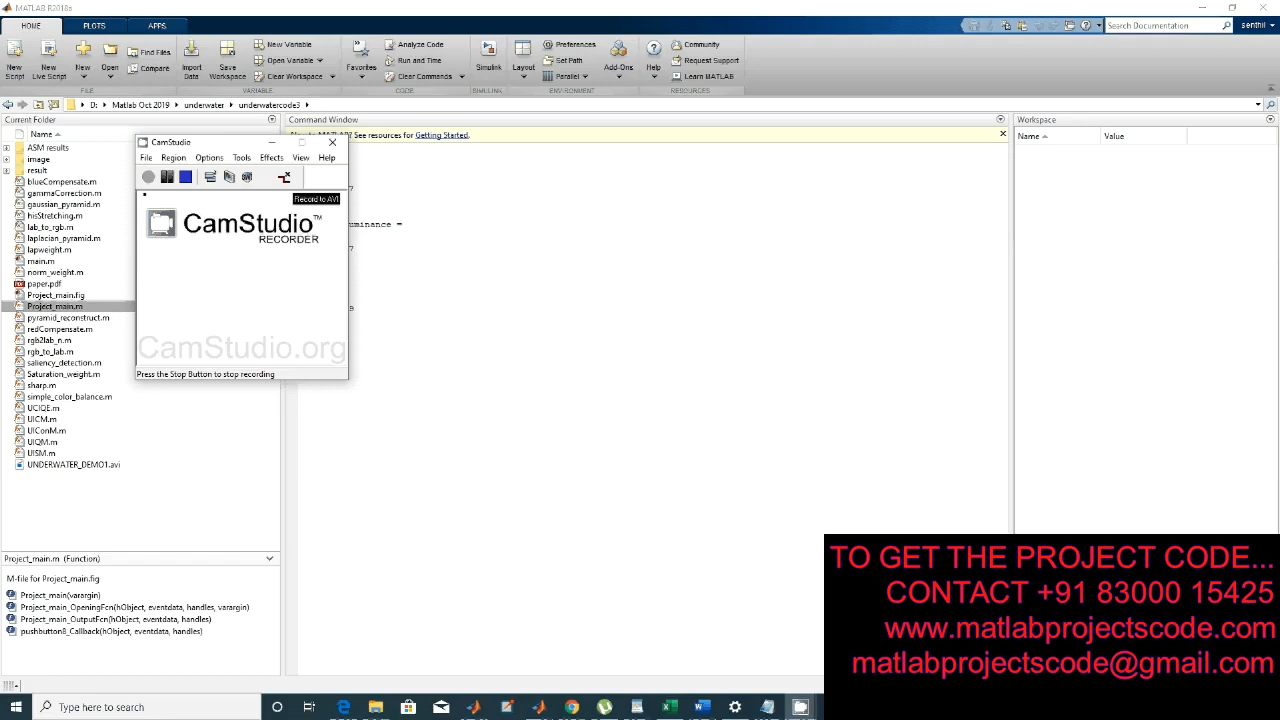 MATLAB R2018a
HOME
PLOTS
APPS
Search Documentation
senthil
New Script
New Live Script
New
Open
Find Files
Compare
Import Data
Save Workspace
New Variable
Open Variable
Clear Workspace
Favorites
Analyze Code
Run and Time
Clear Commands
Simulink
Layout
Preferences
Set Path
Parallel
Add-Ons
Help
Community
Request Support
Learn MATLAB
FILE
VARIABLE
CODE
SIMULINK
ENVIRONMENT
RESOURCES
D:
Matlab Oct 2019
underwater
underwatercode3
Current Folder
Name
ASM results
image
result
blueCompensate.m
gammaCorrection.m
gaussian_pyramid.m
hisStretching.m
lab_to_rgb.m
laplacian_pyramid.m
lapweight.m
main.m
norm_weight.m
paper.pdf
Project_main.fig
Project_main.m
pyramid_reconstruct.m
redCompensate.m
rgb2lab_n.m
rgb_to_lab.m
saliency_detection.m
Saturation_weight.m
sharp.m
simple_color_balance.m
UCIQE.m
UICM.m
UIConM.m
UIQM.m
UISM.m
UNDERWATER_DEMO1.avi
Project_main.m (Function)
M-file for Project_main.fig
Project_main(varargin)
Project_main_OpeningFcn(hObject, eventdata, handles, varargin)
Project_main_OutputFcn(hObject, eventdata, handles)
pushbutton8_Callback(hObject, eventdata, handles)
CamStudio
File
Region
Options
Tools
Effects
View
Help
Record to AVI
CamStudio™
RECORDER
CamStudio.org
Press the Stop Button to stop recording
Command Window
See resources for Getting Started.
uminance =
7
7
Workspace
Name
Value
TO GET THE PROJECT CODE...
CONTACT +91 83000 15425
www.matlabprojectscode.com
matlabprojectscode@gmail.com
Type here to search